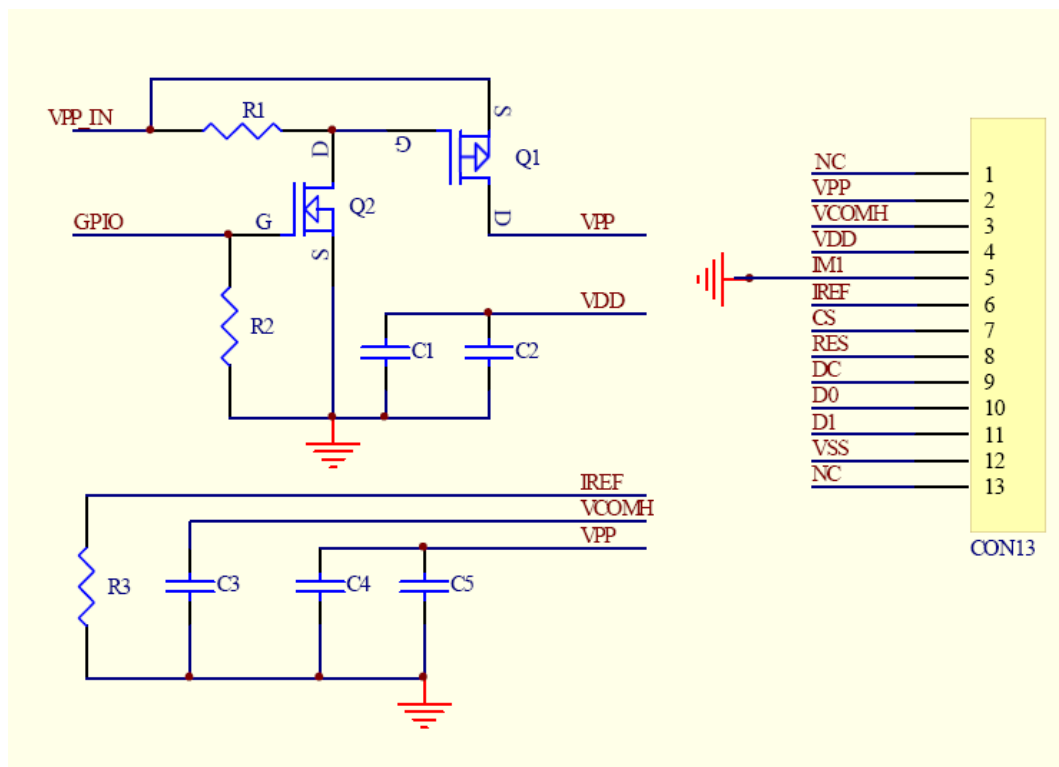 R1
VPP_IN
S
D
G
Q1
Q2
GPIO
G
S
D
VPP
VDD
R2
C1
C2
IREF
VCOMH
VPP
R3
C3
C4
C5
NC 1
VPP 2
VCOMH 3
VDD 4
IM1 5
IREF 6
CS 7
RES 8
DC 9
D0 10
D1 11
VSS 12
NC 13
CON13